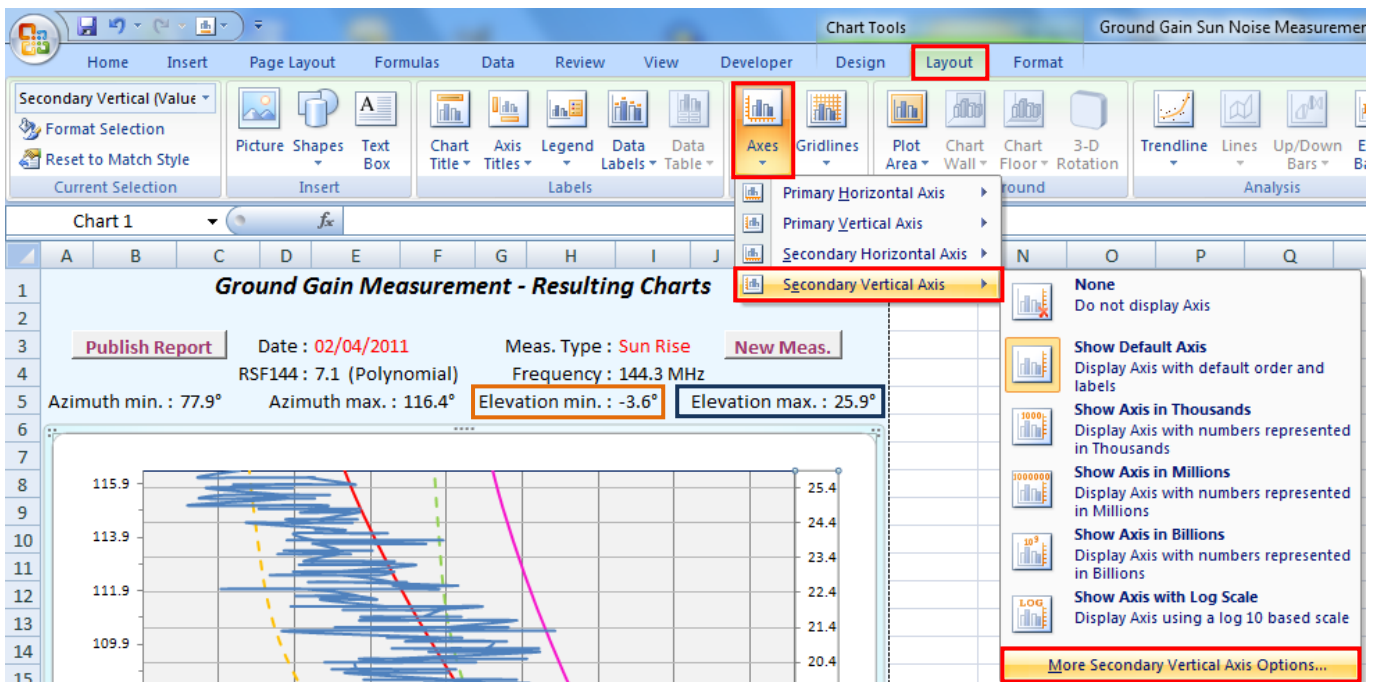 Chart Tools
Ground Gain Sun Noise Measureme
Home Insert Page Layout Formulas Data Review View Developer Design Layout Format
Secondary Vertical (Value
Format Selection
Reset to Match Style
Current Selection
Picture Shapes Text Box
Insert
Chart Title Axis Titles Legend Data Labels Data Table
Labels
Axes Gridlines
Plot Area Chart Wall Chart Floor 3-D Rotation
round
Trendline Lines Up/Down Bars E Ba
Analysis
Primary Horizontal Axis
Primary Vertical Axis
Secondary Horizontal Axis
Secondary Vertical Axis
Chart 1 fx
A B C D E F G H I J N O P Q
1 Ground Gain Measurement - Resulting Charts
2
3 Publish Report Date : 02/04/2011 Meas. Type : Sun Rise New Meas.
4 RSF144 : 7.1 (Polynomial) Frequency : 144.3 MHz
5 Azimuth min. : 77.9° Azimuth max. : 116.4° Elevation min. : -3.6° Elevation max. : 25.9°
6
7
8 115.9 25.4
9 24.4
10 113.9
11 23.4
12 111.9 22.4
13 21.4
14 109.9 20.4
15
None
Do not display Axis
Show Default Axis
Display Axis with default order and
labels
1000
Show Axis in Thousands
Display Axis with numbers represented
in Thousands
1000000
Show Axis in Millions
Display Axis with numbers represented
in Millions
10⁹
Show Axis in Billions
Display Axis with numbers represented
in Billions
LOG
Show Axis with Log Scale
Display Axis using a log 10 based scale
More Secondary Vertical Axis Options...